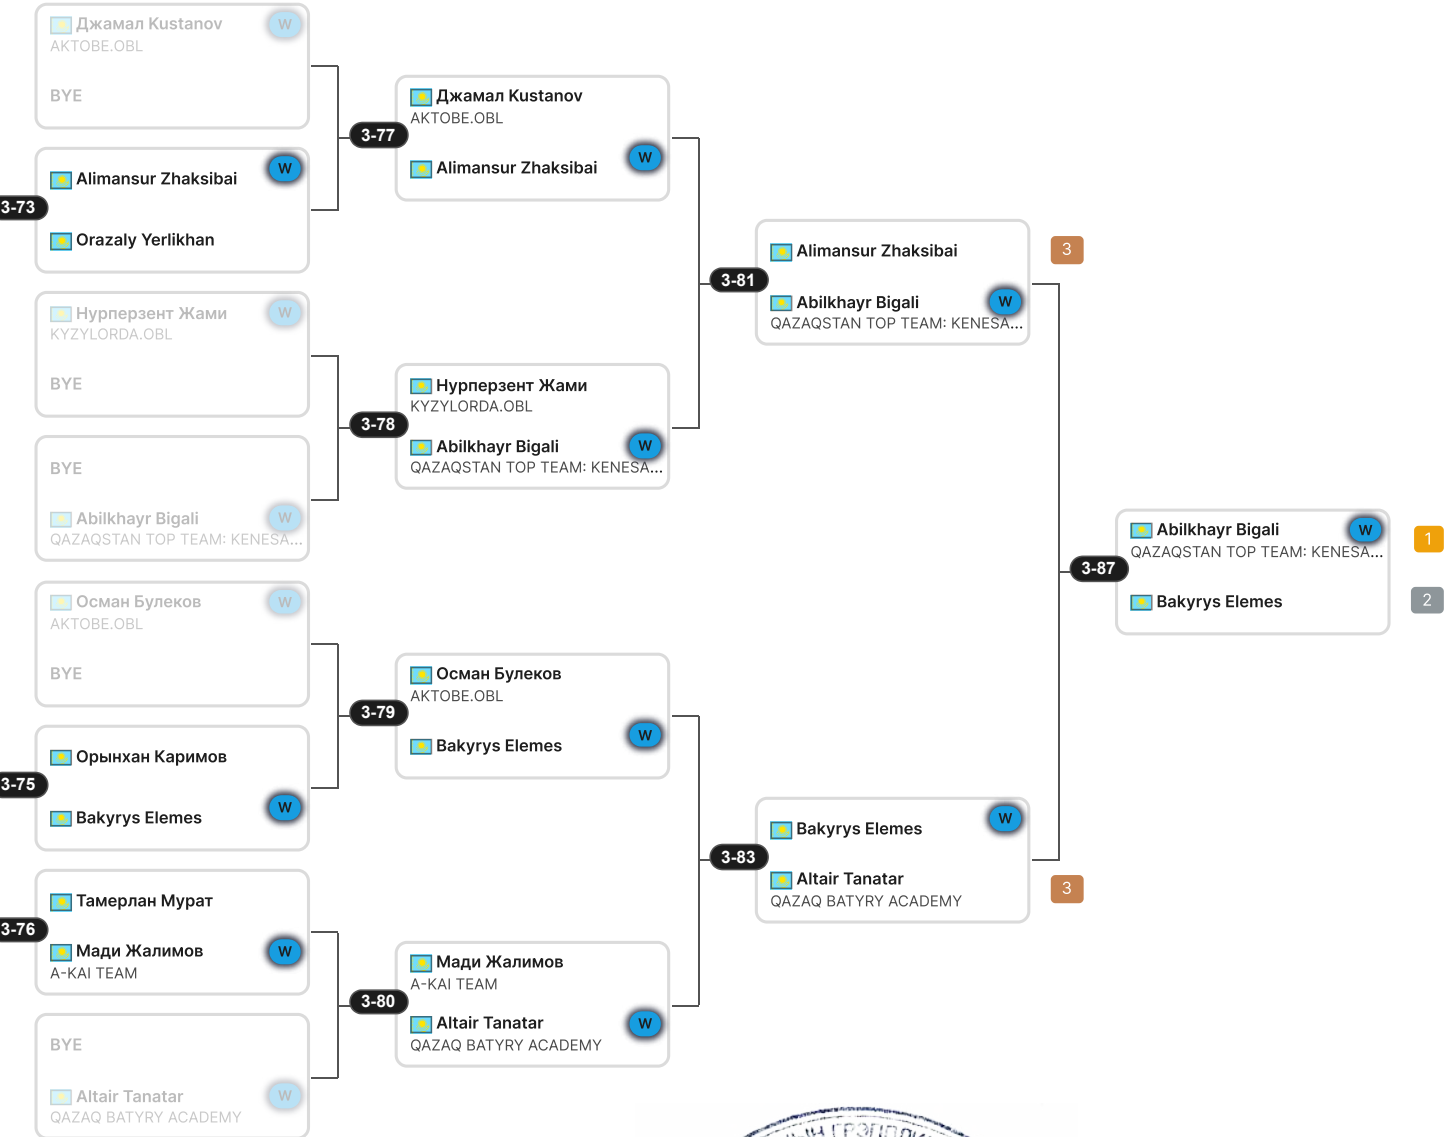 Джамал Kustanov W
AKTOBE.OBL
BYE
3-73
Alimansur Zhaksibai W
Orazaly Yerlikhan
Нурперзент Жами W
KYZYLORDA.OBL
BYE
BYE
Abilkhayr Bigali W
QAZAQSTAN TOP TEAM: KENESA...
Осман Булеков W
AKTOBE.OBL
BYE
3-75
Орынхан Каримов
Bakyrys Elemes W
3-76
Тамерлан Мурат
Мади Жалимов W
A-KAI TEAM
BYE
Altair Tanatar W
QAZAQ BATYRY ACADEMY
3-77
Джамал Kustanov
AKTOBE.OBL
Alimansur Zhaksibai W
3-78
Нурперзент Жами
KYZYLORDA.OBL
Abilkhayr Bigali W
QAZAQSTAN TOP TEAM: KENESA...
3-79
Осман Булеков
AKTOBE.OBL
Bakyrys Elemes W
3-80
Мади Жалимов
A-KAI TEAM
Altair Tanatar W
QAZAQ BATYRY ACADEMY
3-81
Alimansur Zhaksibai 3
Abilkhayr Bigali W
QAZAQSTAN TOP TEAM: KENESA...
3-83
Bakyrys Elemes W
Altair Tanatar 3
QAZAQ BATYRY ACADEMY
3-87
Abilkhayr Bigali W 1
QAZAQSTAN TOP TEAM: KENESA...
Bakyrys Elemes 2